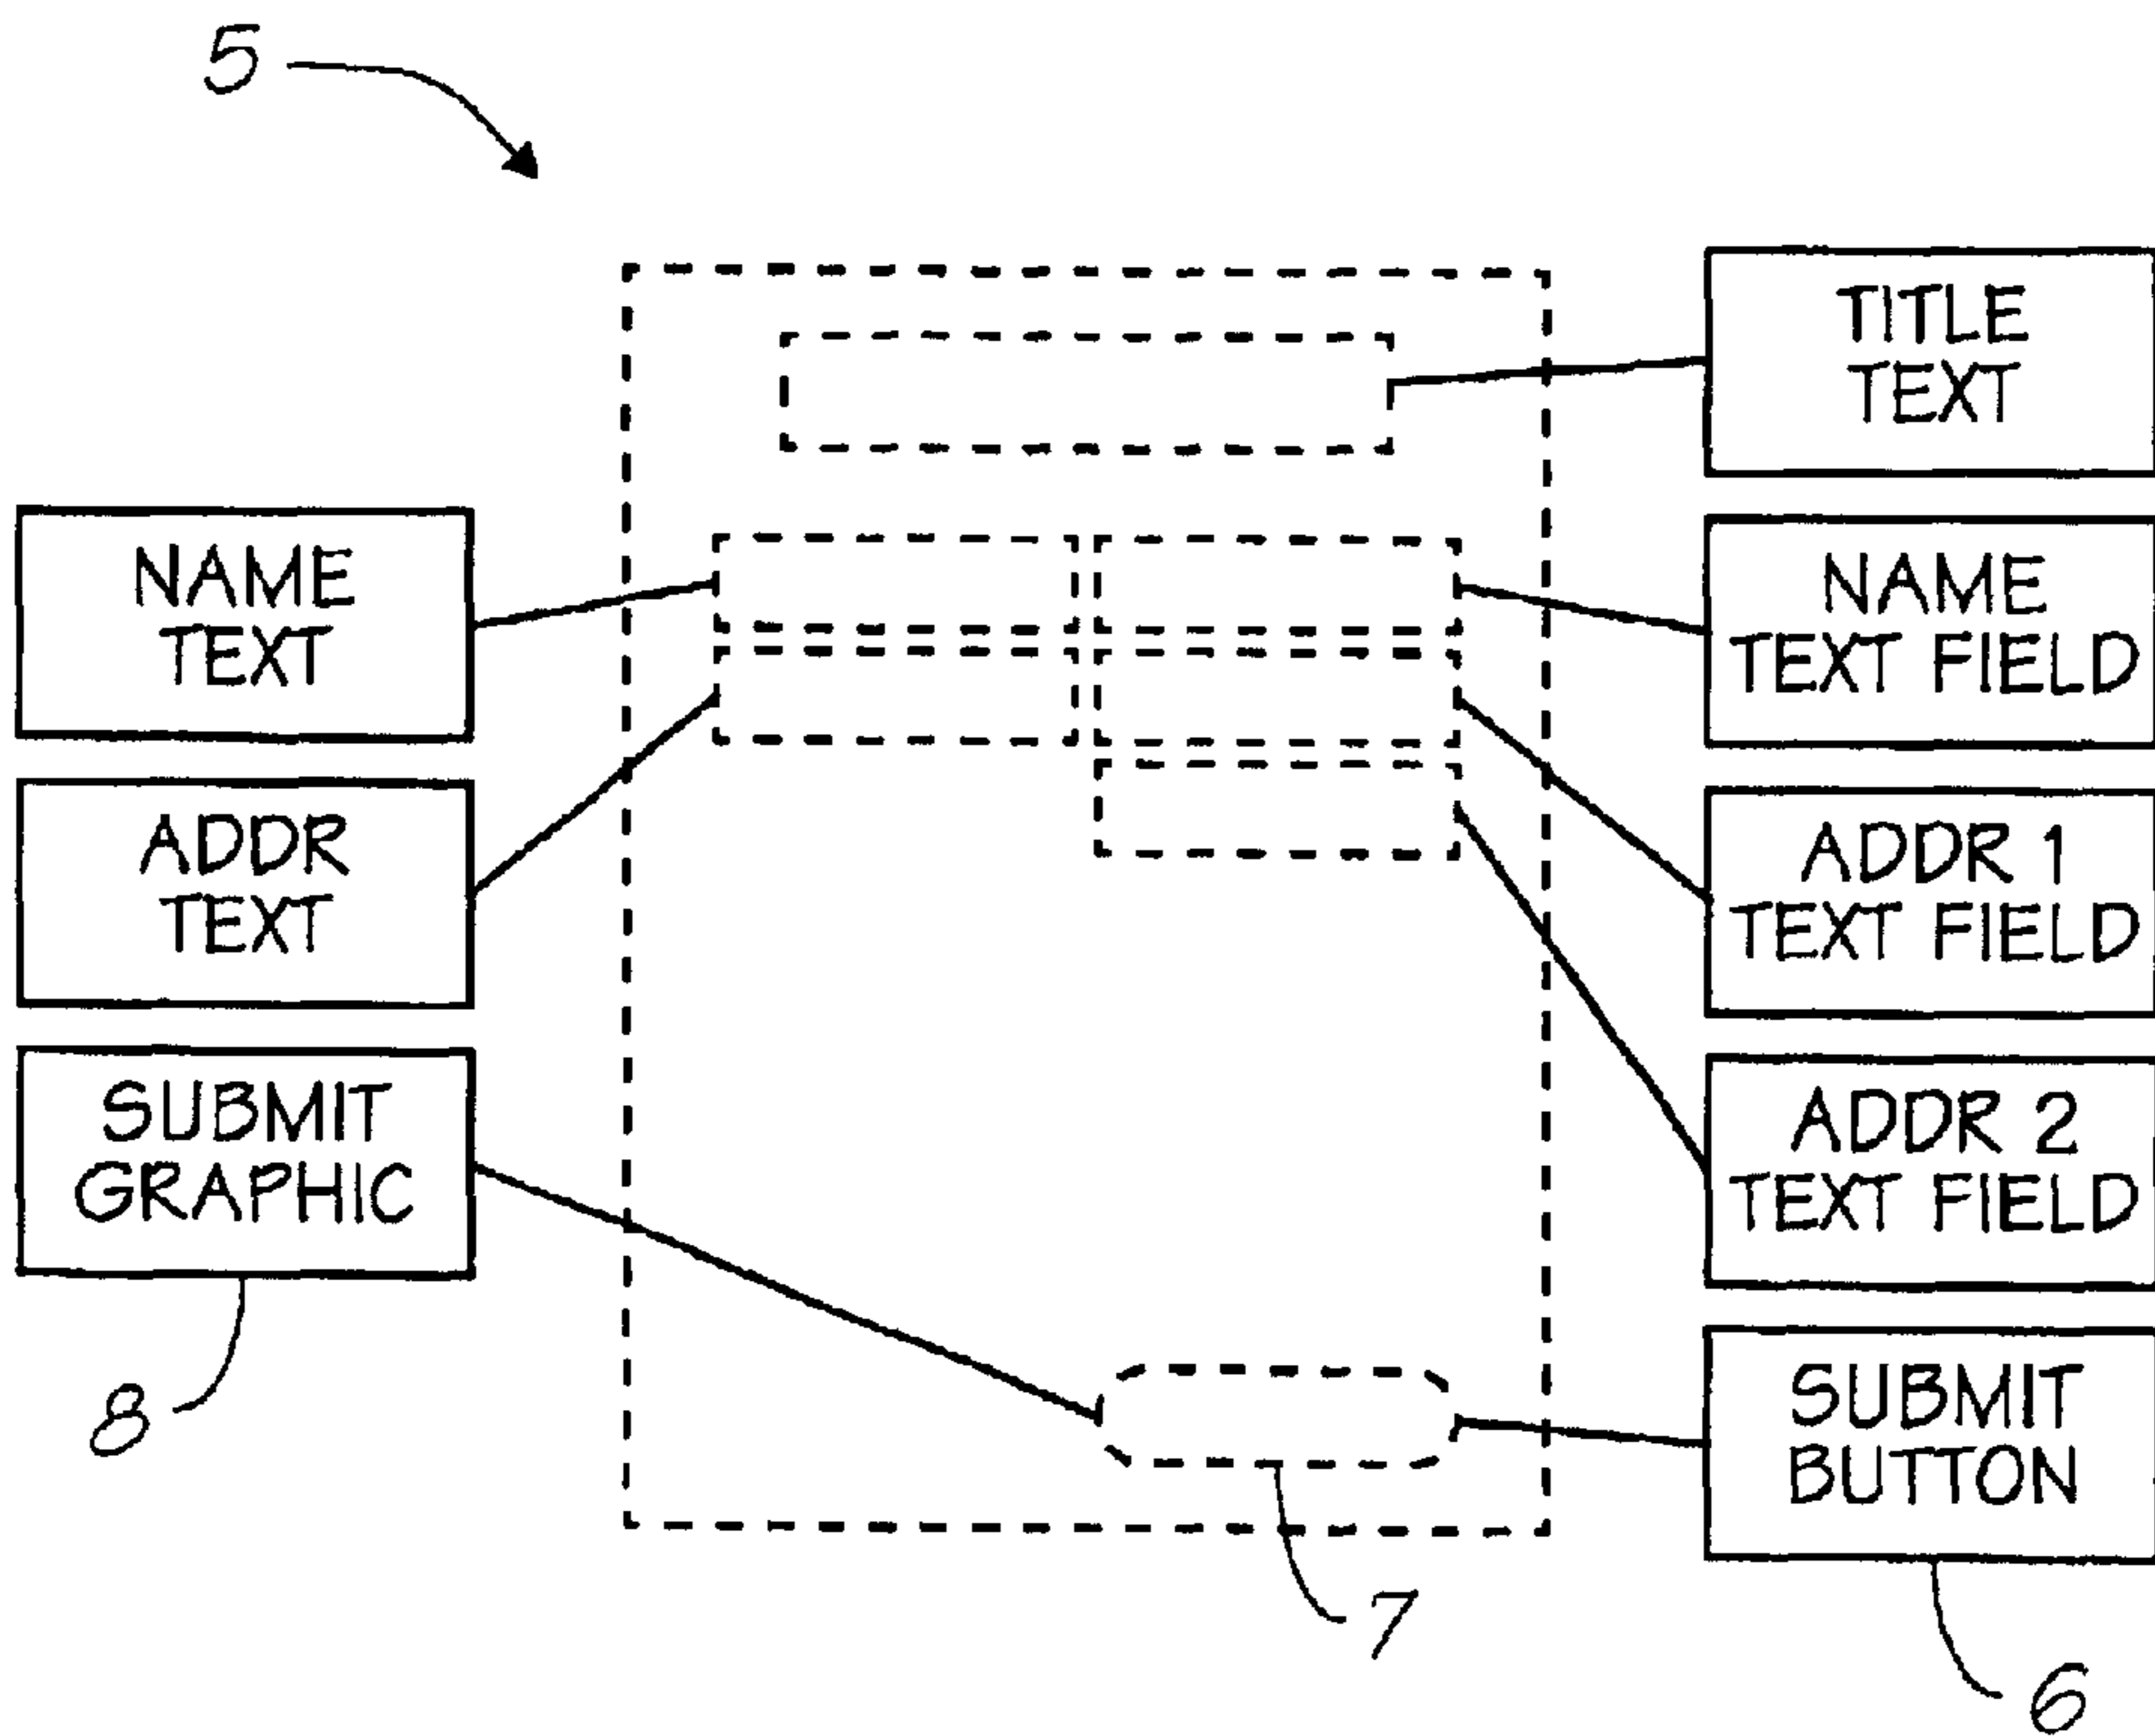 5
TITLE
TEXT
NAME
TEXT
NAME
TEXT FIELD
ADDR
TEXT
ADDR 1
TEXT FIELD
SUBMIT
GRAPHIC
ADDR 2
TEXT FIELD
SUBMIT
BUTTON
8
7
6